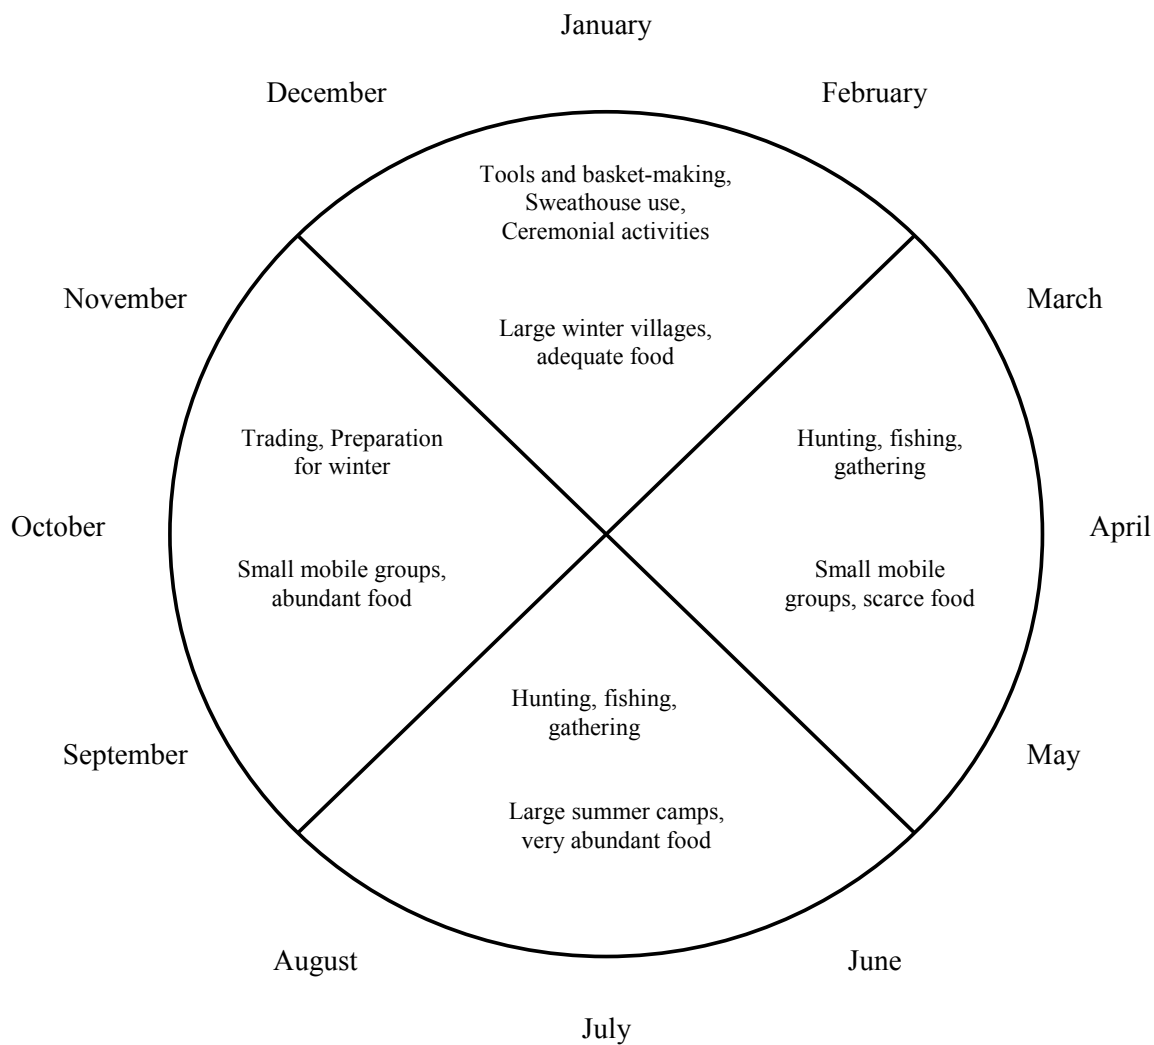 January
December
February
Tools and basket-making,
Sweathouse use,
Ceremonial activities
November
March
Large winter villages,
adequate food
Trading, Preparation
for winter
Hunting, fishing,
gathering
October
April
Small mobile groups,
abundant food
Small mobile
groups, scarce food
Hunting, fishing,
gathering
September
May
Large summer camps,
very abundant food
August
June
July